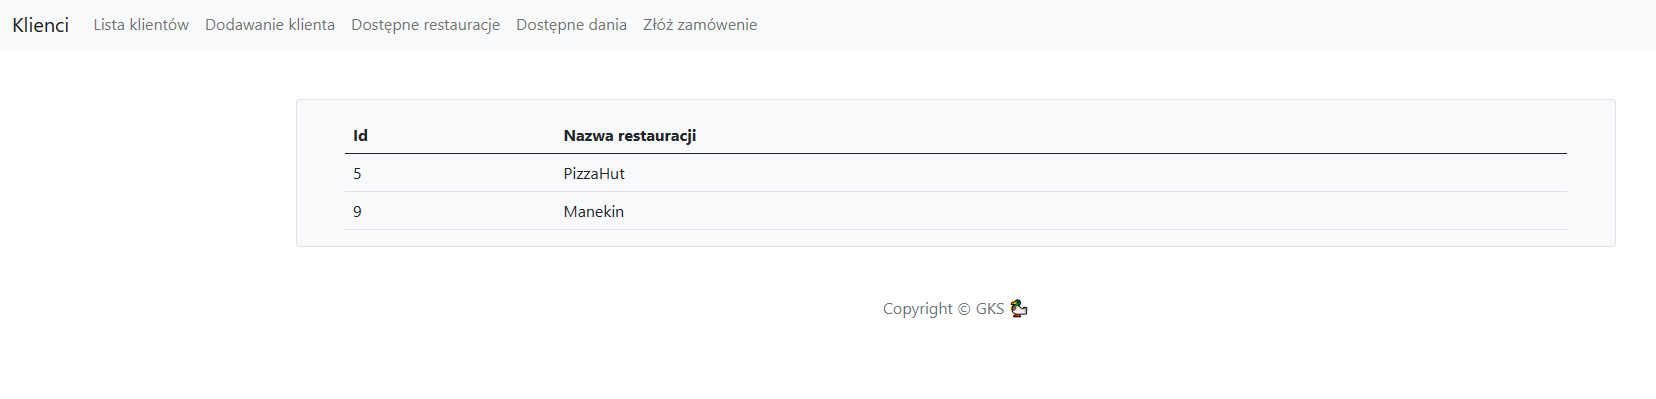 Klienci Lista klientów Dodawanie klienta Dostępne restauracje Dostępne dania Złóż zamówienie
Id Nazwa restauracji
5 PizzaHut
9 Manekin
Copyright © GKS